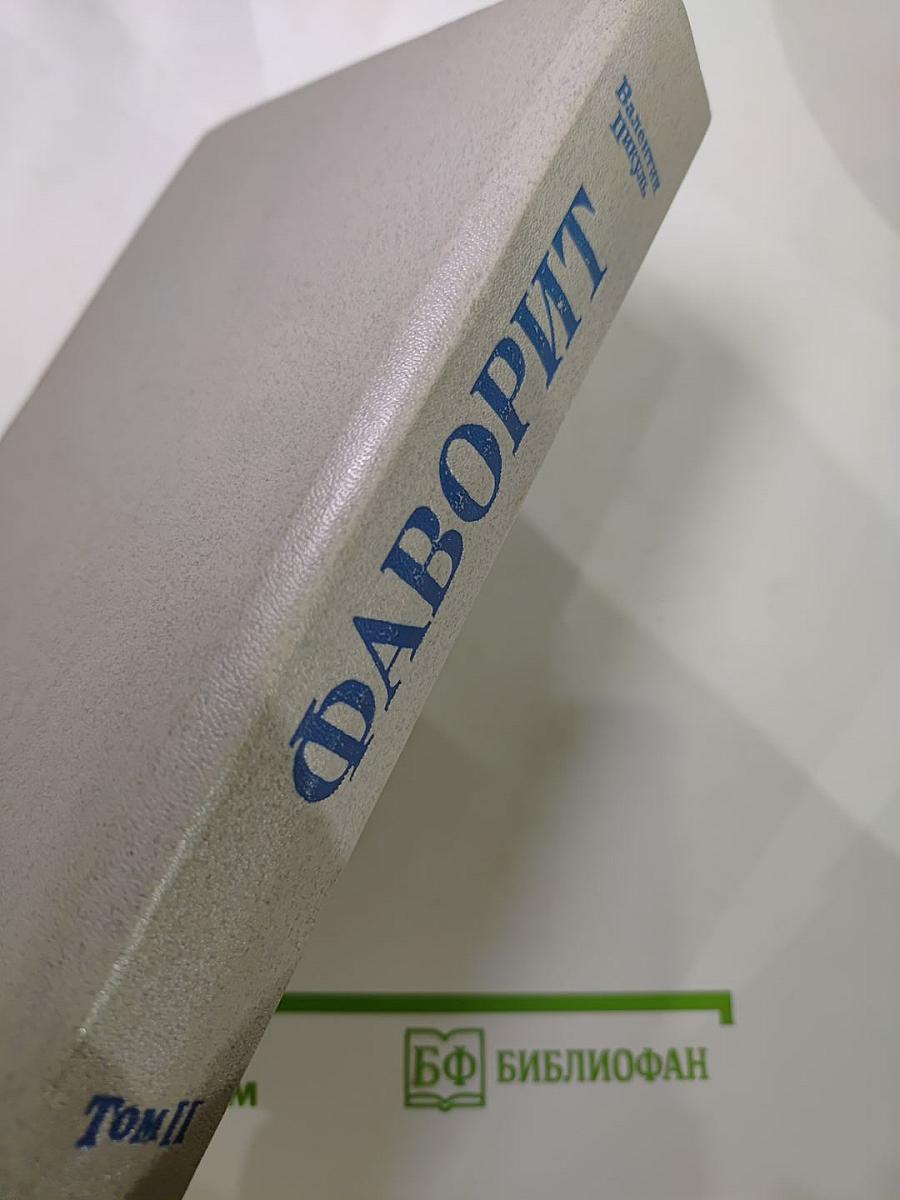 Валентин
Пикуль
ФАВОРИТ
Том II
м
БФ БИБЛИОФАН